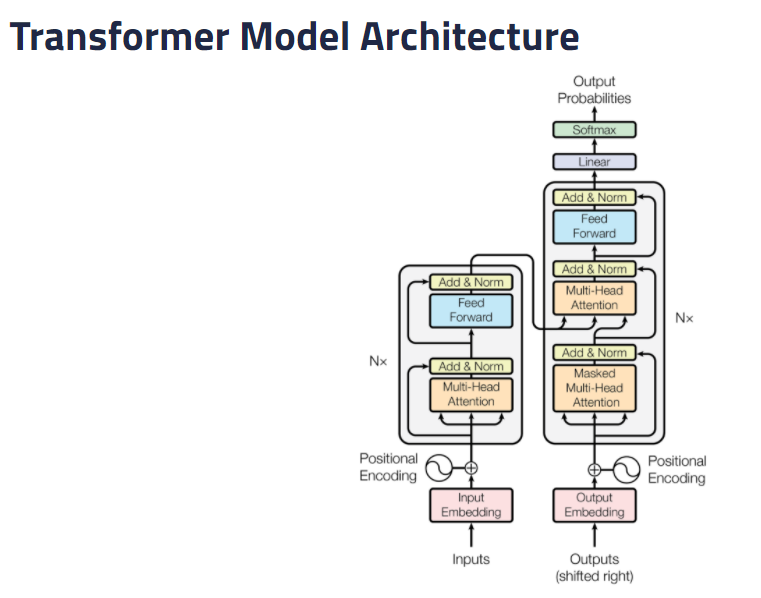 Transformer Model Architecture
Output
Probabilities
Softmax
Linear
Add & Norm
Feed
Forward
Add & Norm
Multi-Head
Attention
Nx
Add & Norm
Masked
Multi-Head
Attention
Add & Norm
Feed
Forward
Nx
Add & Norm
Multi-Head
Attention
Positional
Encoding
Positional
Encoding
Input
Embedding
Output
Embedding
Inputs
Outputs
(shifted right)